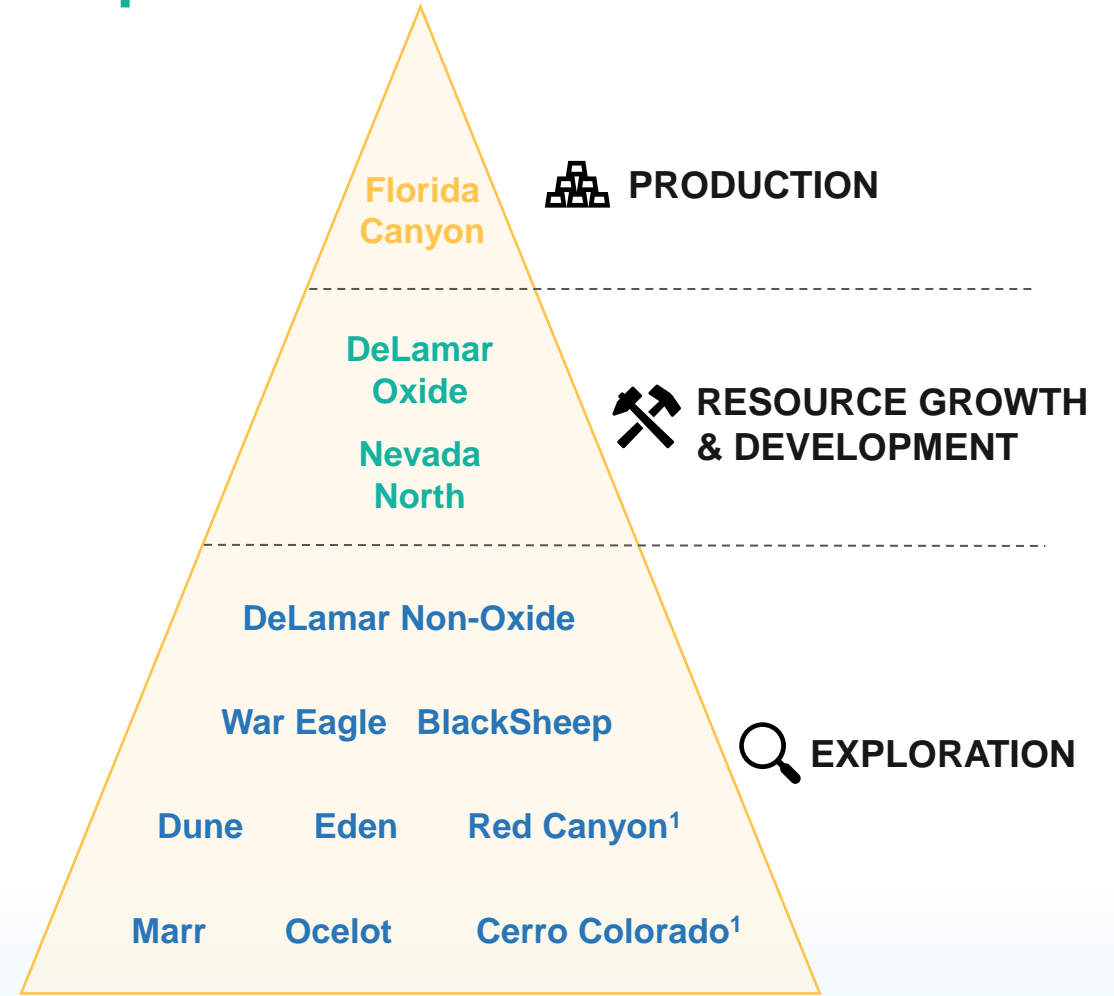 Florida
Canyon
PRODUCTION
DeLamar
Oxide
Nevada
North
RESOURCE GROWTH
& DEVELOPMENT
DeLamar Non-Oxide
War Eagle BlackSheep
EXPLORATION
Dune Eden Red Canyon¹
Marr Ocelot Cerro Colorado¹